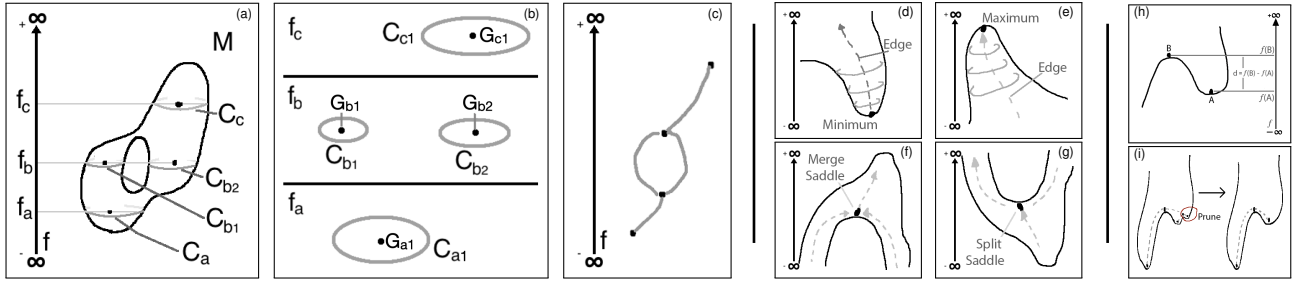 (a)
+ ∞
M
f_c
C_c
f_b
C_b2
C_b1
f_a
C_a
f
- ∞
(b)
f_c
C_c1
G_c1
f_b
G_b1
G_b2
C_b1
C_b2
f_a
G_a1
C_a1
(c)
+ ∞
f
- ∞
(d)
+ ∞
Edge
Minimum
- ∞
(e)
+ ∞
Maximum
Edge
- ∞
(f)
+ ∞
Merge
Saddle
- ∞
(g)
+ ∞
Split
Saddle
- ∞
(h)
+∞
B
f(B)
d = f(B) - f(A)
A
f(A)
f
-∞
(i)
Prune